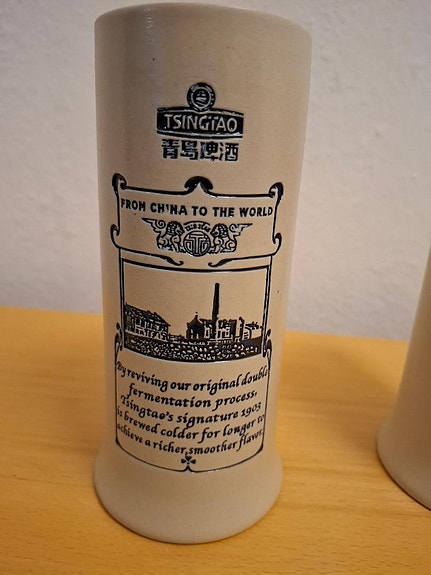 TSINGTAO
青岛啤酒
FROM CHINA TO THE WORLD
By reviving our original double
fermentation process,
Tsingtao's signature 1903
is brewed colder for longer to
achieve a richer, smoother flavor.